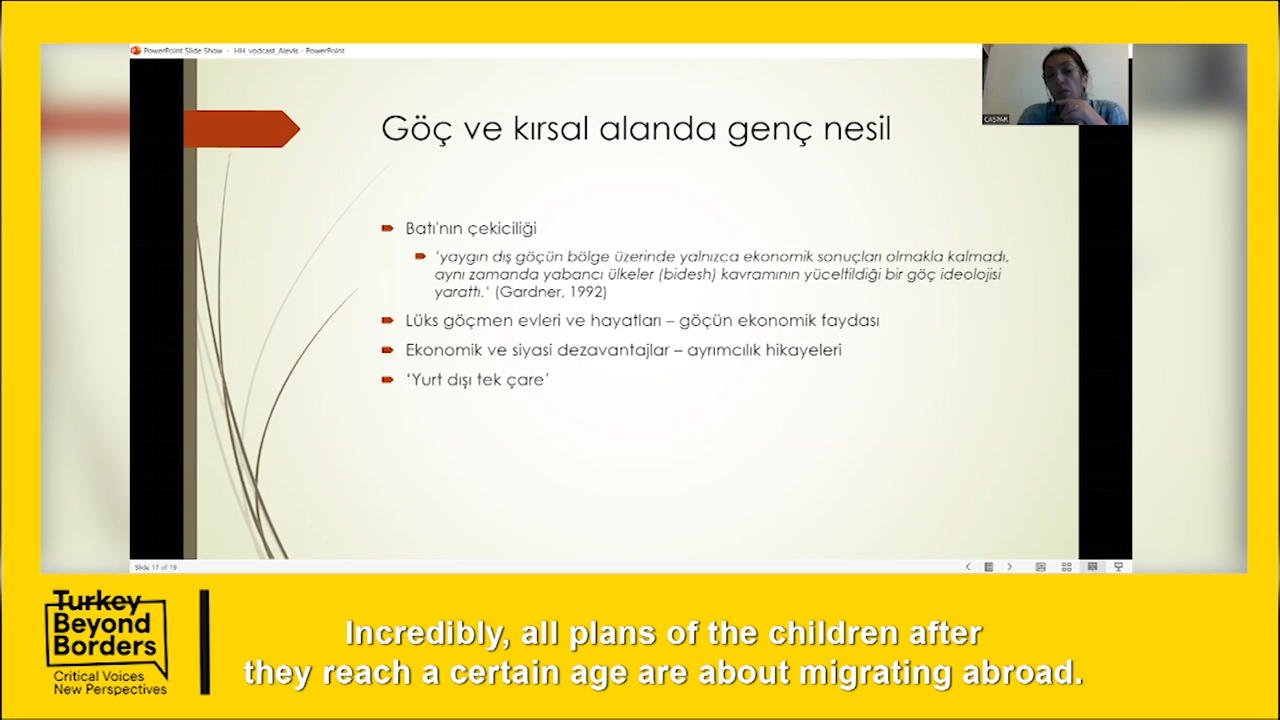 PowerPoint Slide Show - HH_vodcast_Alevis - PowerPoint
CASPAR
Göç ve kırsal alanda genç nesil
Batı'nın çekiciliği
'yaygın dış göçün bölge üzerinde yalnızca ekonomik sonuçları olmakla kalmadı,
aynı zamanda yabancı ülkeler (bidesh) kavramının yüceltildiği bir göç ideolojisi
yarattı.' (Gardner, 1992)
Lüks göçmen evleri ve hayatları – göçün ekonomik faydası
Ekonomik ve siyasi dezavantajlar – ayrımcılık hikayeleri
'Yurt dışı tek çare'
Slide 17 of 19
Turkey
Beyond
Borders
Critical Voices
New Perspectives
Incredibly, all plans of the children after
they reach a certain age are about migrating abroad.